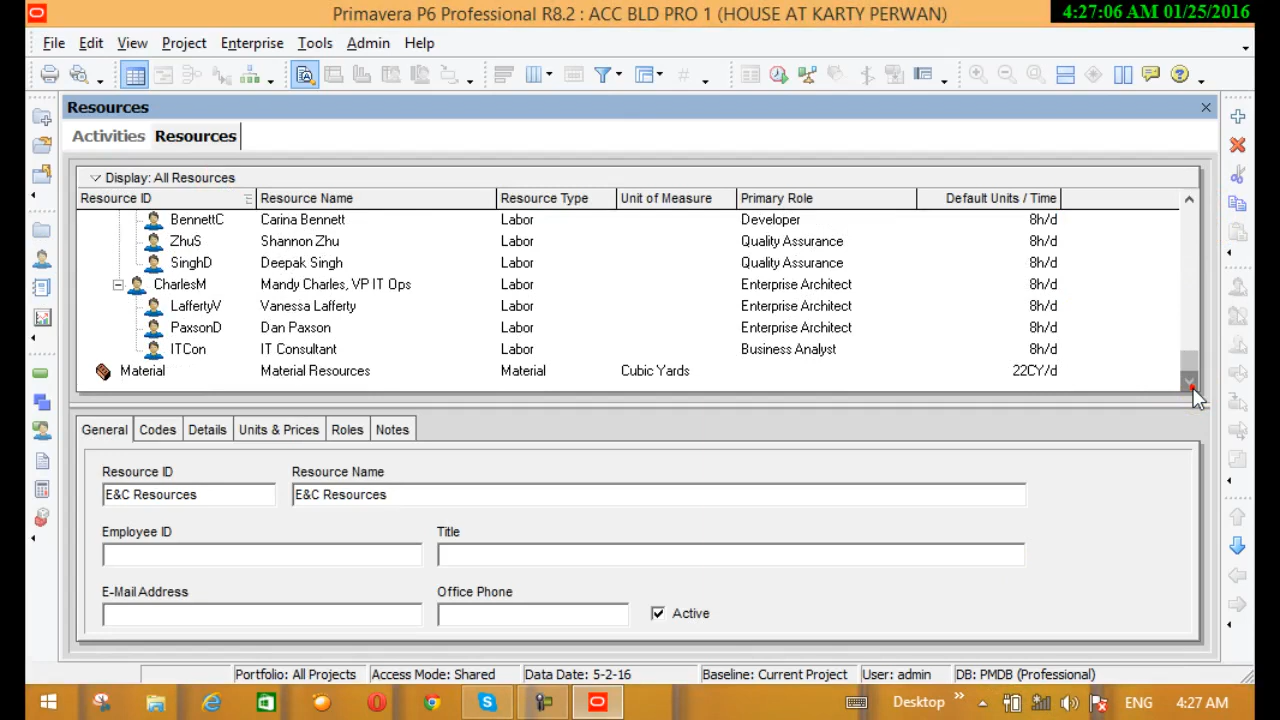 Primavera P6 Professional R8.2 : ACC BLD PRO 1 (HOUSE AT KARTY PERWAN)
4:27:06 AM 01/25/2016
File Edit View Project Enterprise Tools Admin Help
Resources
Activities Resources
Display: All Resources
Resource ID Resource Name Resource Type Unit of Measure Primary Role Default Units / Time
BennettC Carina Bennett Labor Developer 8h/d
ZhuS Shannon Zhu Labor Quality Assurance 8h/d
SinghD Deepak Singh Labor Quality Assurance 8h/d
CharlesM Mandy Charles, VP IT Ops Labor Enterprise Architect 8h/d
LaffertyV Vanessa Lafferty Labor Enterprise Architect 8h/d
PaxsonD Dan Paxson Labor Enterprise Architect 8h/d
ITCon IT Consultant Labor Business Analyst 8h/d
Material Material Resources Material Cubic Yards 22CY/d
General Codes Details Units & Prices Roles Notes
Resource ID Resource Name
E&C Resources E&C Resources
Employee ID Title
E-Mail Address Office Phone
Active
Portfolio: All Projects Access Mode: Shared Data Date: 5-2-16 Baseline: Current Project User: admin DB: PMDB (Professional)
Desktop » ENG 4:27 AM